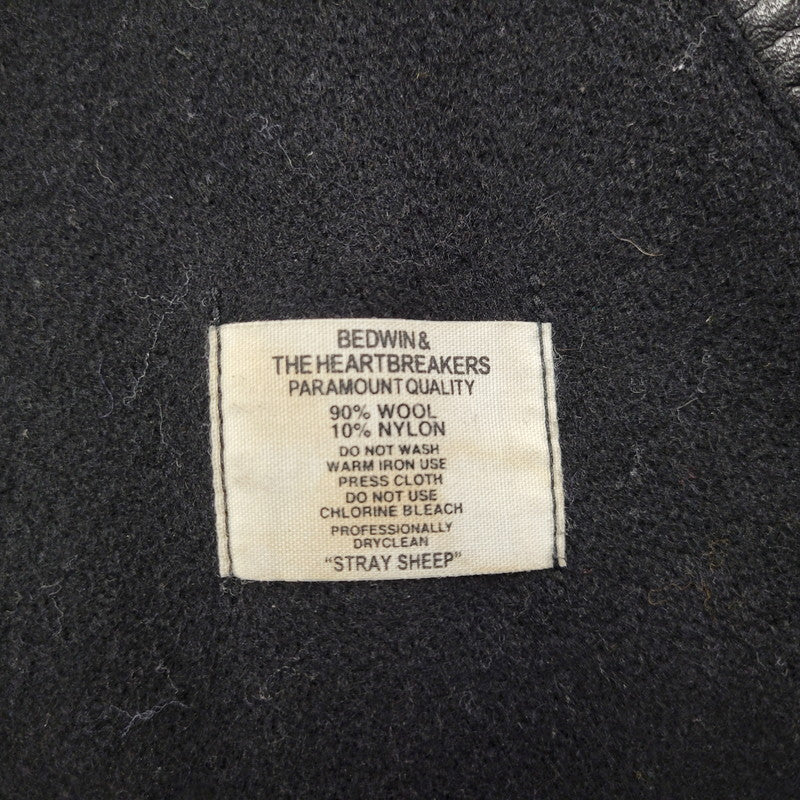 BEDWIN &
THE HEARTBREAKERS
PARAMOUNT QUALITY
90% WOOL
10% NYLON
DO NOT WASH
WARM IRON USE
PRESS CLOTH
DO NOT USE
CHLORINE BLEACH
PROFESSIONALLY
DRYCLEAN
"STRAY SHEEP"